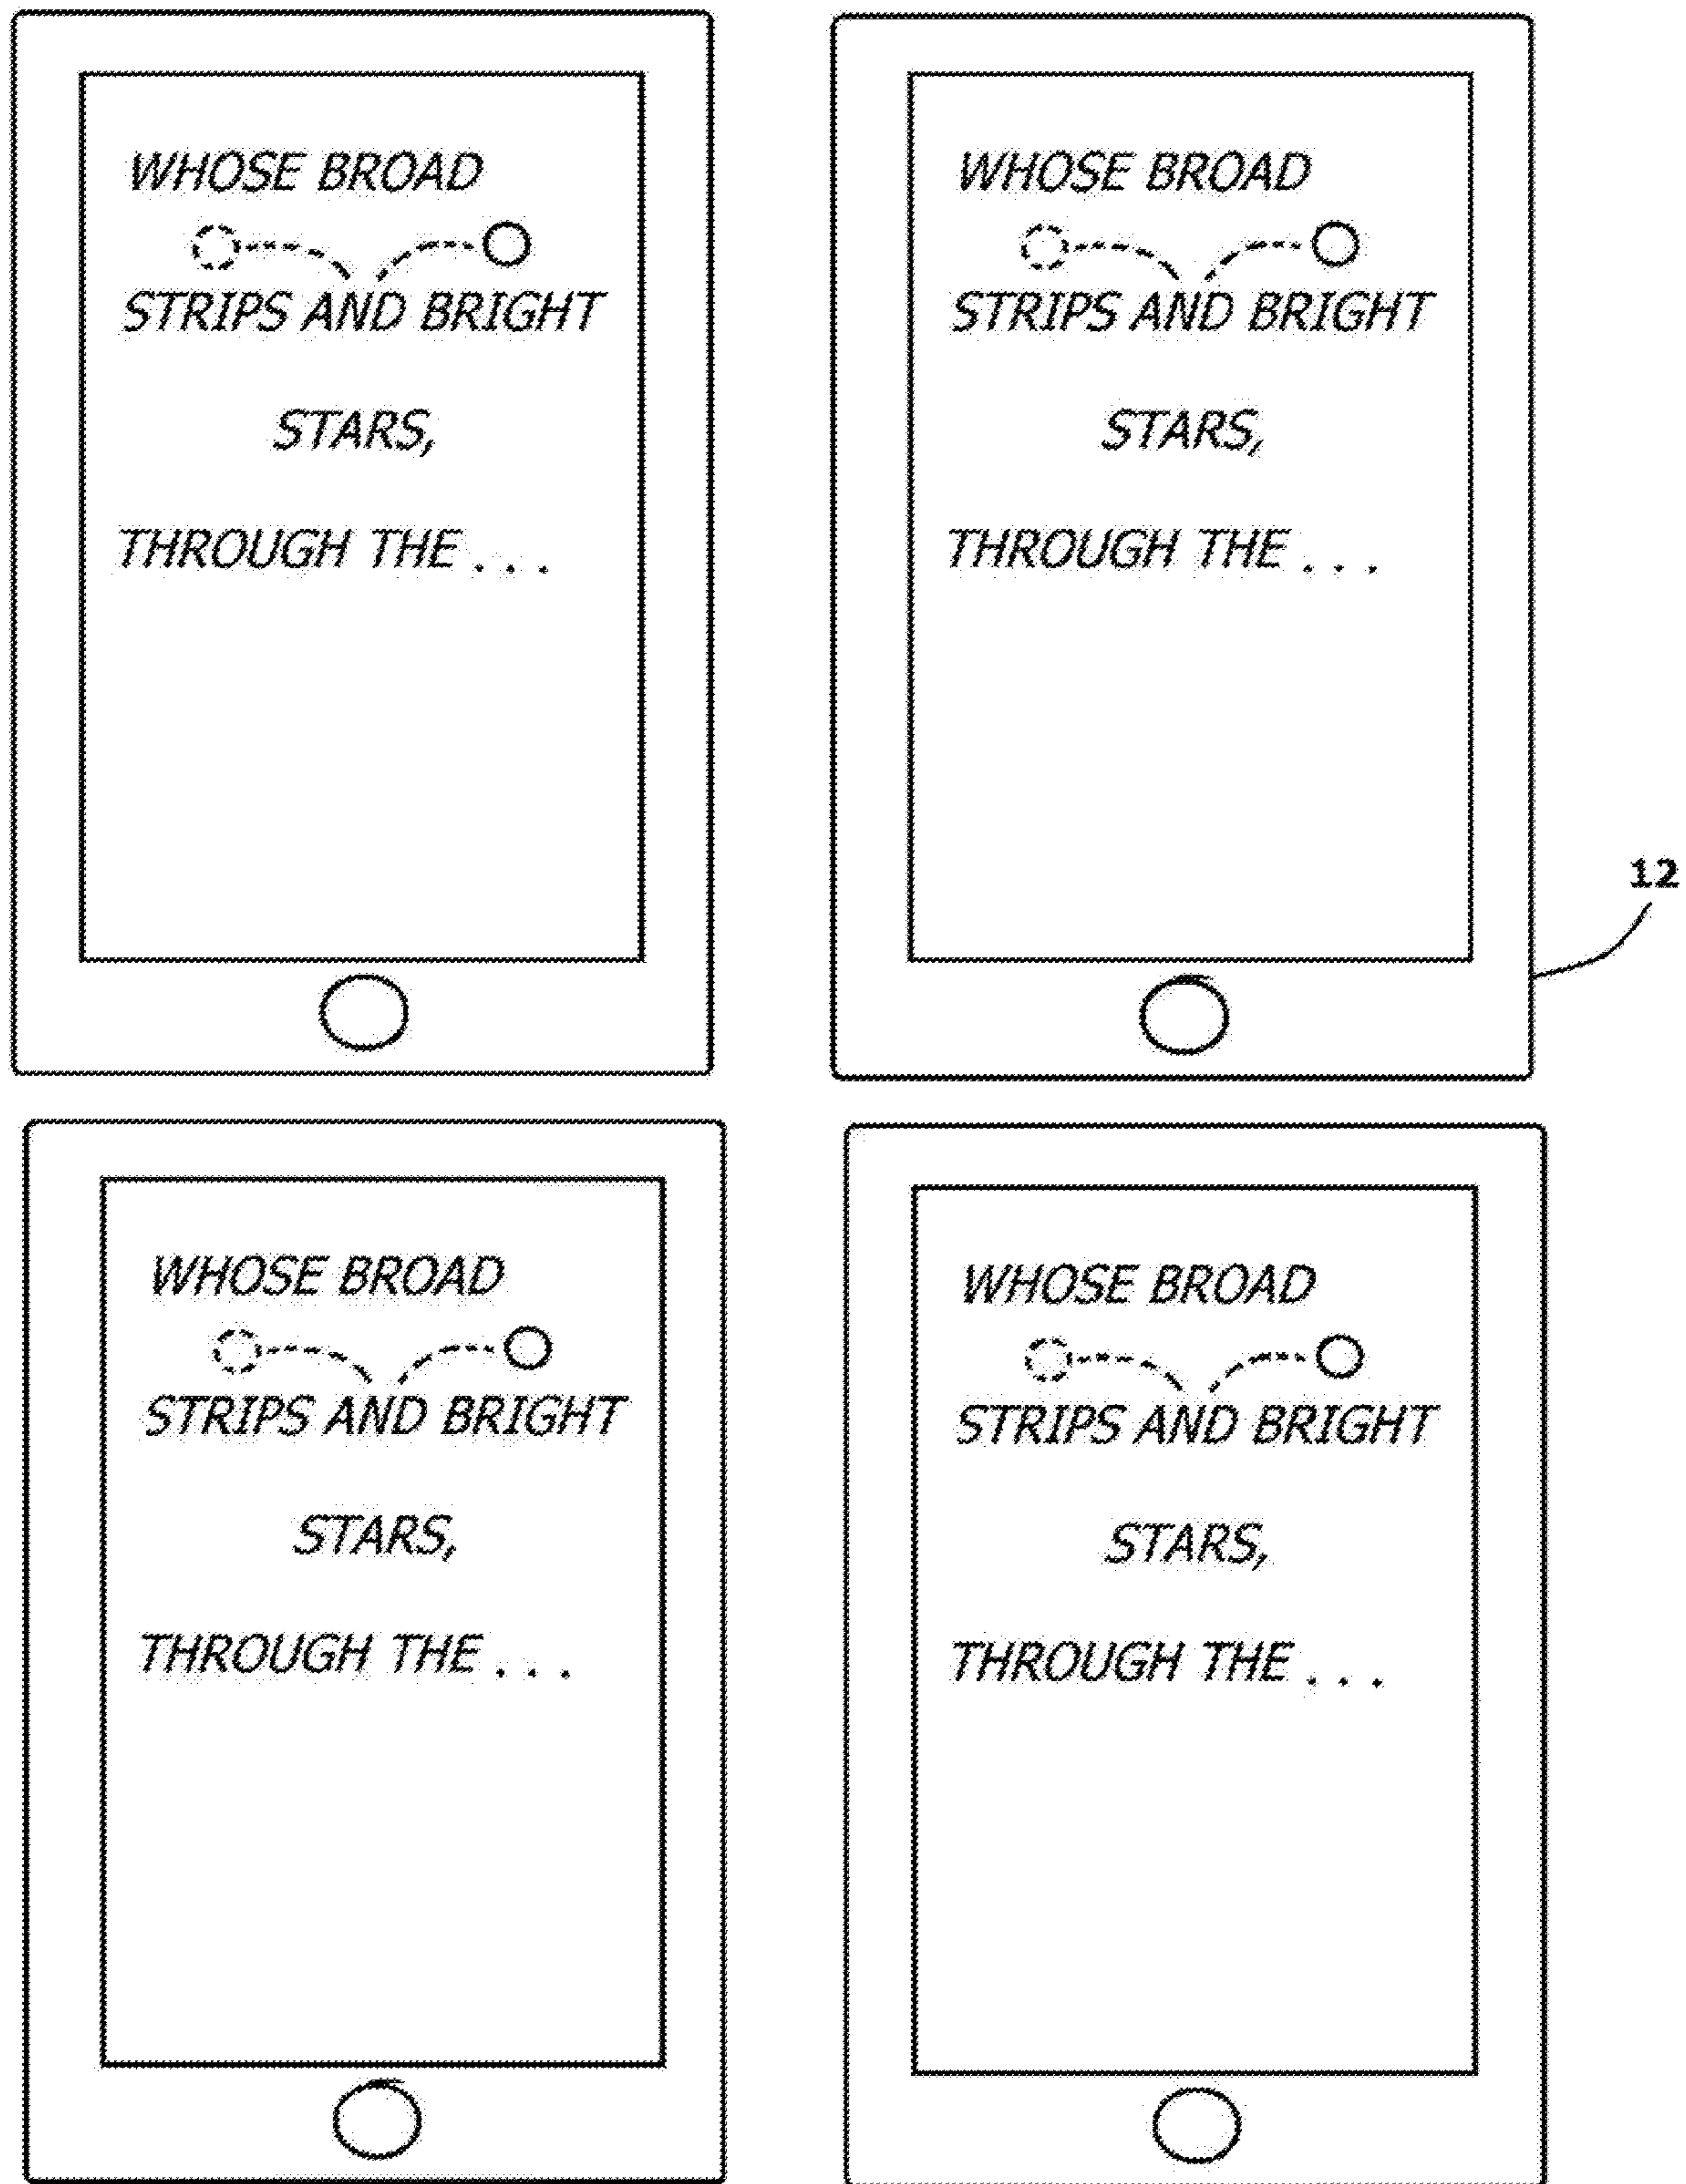 WHOSE BROAD
STRIPS AND BRIGHT
STARS,
THROUGH THE . . .
WHOSE BROAD
STRIPS AND BRIGHT
STARS,
THROUGH THE . . .
12
WHOSE BROAD
STRIPS AND BRIGHT
STARS,
THROUGH THE . . .
WHOSE BROAD
STRIPS AND BRIGHT
STARS,
THROUGH THE . . .